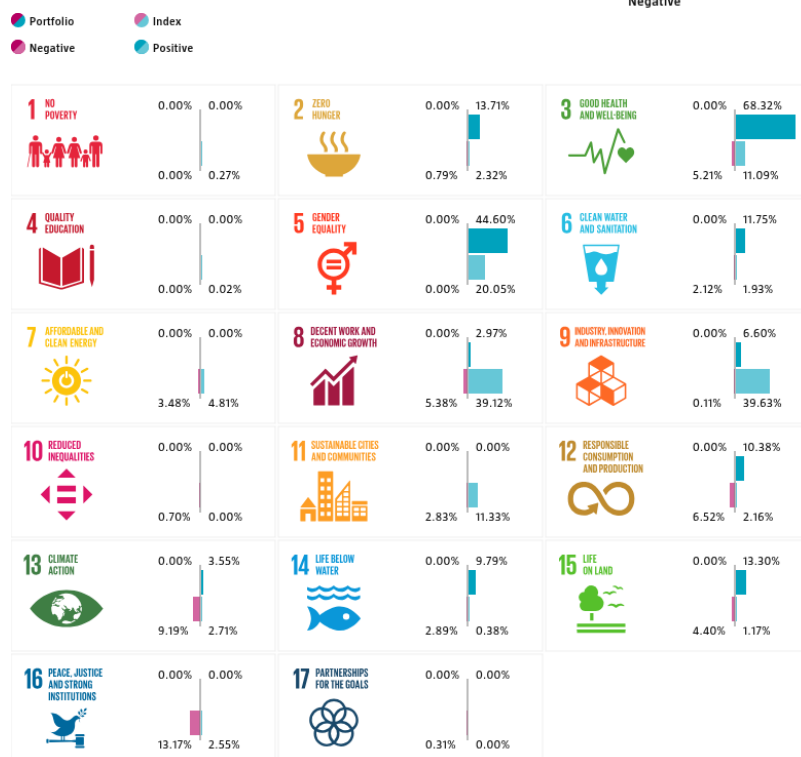 Negative
Portfolio Index
Negative Positive
1 NO POVERTY
0.00% 0.00%
0.00% 0.27%
2 ZERO HUNGER
0.00% 13.71%
0.79% 2.32%
3 GOOD HEALTH AND WELL-BEING
0.00% 68.32%
5.21% 11.09%
4 QUALITY EDUCATION
0.00% 0.00%
0.00% 0.02%
5 GENDER EQUALITY
0.00% 44.60%
0.00% 20.05%
6 CLEAN WATER AND SANITATION
0.00% 11.75%
2.12% 1.93%
7 AFFORDABLE AND CLEAN ENERGY
0.00% 0.00%
3.48% 4.81%
8 DECENT WORK AND ECONOMIC GROWTH
0.00% 2.97%
5.38% 39.12%
9 INDUSTRY, INNOVATION AND INFRASTRUCTURE
0.00% 6.60%
0.11% 39.63%
10 REDUCED INEQUALITIES
0.00% 0.00%
0.70% 0.00%
11 SUSTAINABLE CITIES AND COMMUNITIES
0.00% 0.00%
2.83% 11.33%
12 RESPONSIBLE CONSUMPTION AND PRODUCTION
0.00% 10.38%
6.52% 2.16%
13 CLIMATE ACTION
0.00% 3.55%
9.19% 2.71%
14 LIFE BELOW WATER
0.00% 9.79%
2.89% 0.38%
15 LIFE ON LAND
0.00% 13.30%
4.40% 1.17%
16 PEACE, JUSTICE AND STRONG INSTITUTIONS
0.00% 0.00%
13.17% 2.55%
17 PARTNERSHIPS FOR THE GOALS
0.00% 0.00%
0.31% 0.00%